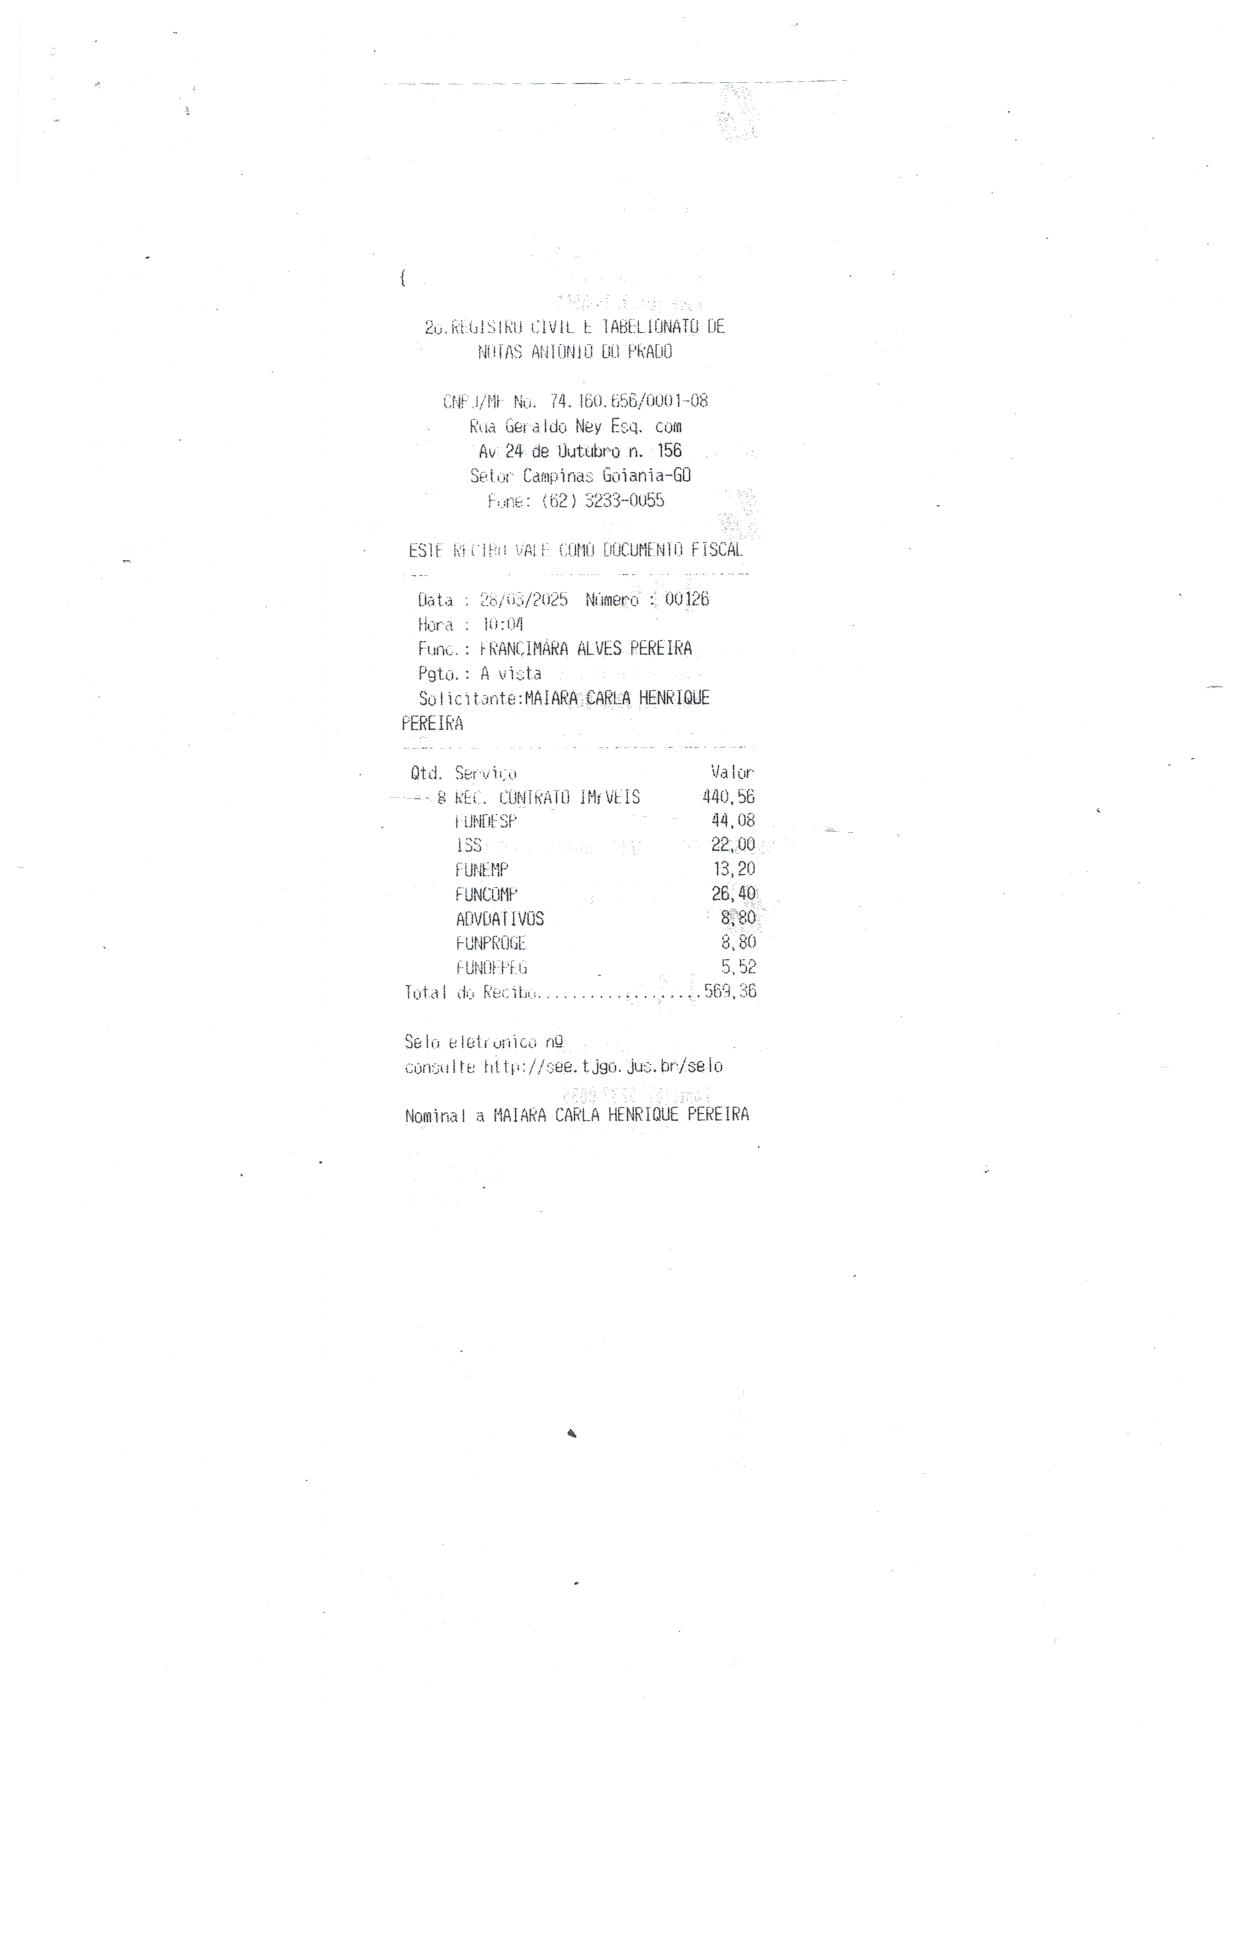 {
2o.REGISTRO CIVIL E TABELIONATO DE
NOTAS ANTONIO DO PRADO
CNPJ/MF No. 74.160.656/0001-08
Rua Geraldo Ney Esq. com
Av 24 de Outubro n. 156
Setor Campinas Goiania-GO
Fone: (62) 3233-0055
ESTE RECIBO VALE COMO DOCUMENTO FISCAL
Data : 28/03/2025 Número : 00126
Hora : 10:04
Func.: FRANCIMARA ALVES PEREIRA
Pgto.: A vista
Solicitante:MAIARA CARLA HENRIQUE
PEREIRA
Qtd. Serviço Valor
8 REC. CONTRATO IMrVEIS 440,56
FUNDESP 44,08
ISS 22,00
FUNEMP 13,20
FUNCOMP 26,40
ADVDATIVOS 8,80
FUNPROGE 8,80
FUNDEPEG 5,52
Total do Recibo...................569,36
Selo eletronico nº
consulte http://see.tjgo.jus.br/selo
Nominal a MAIARA CARLA HENRIQUE PEREIRA